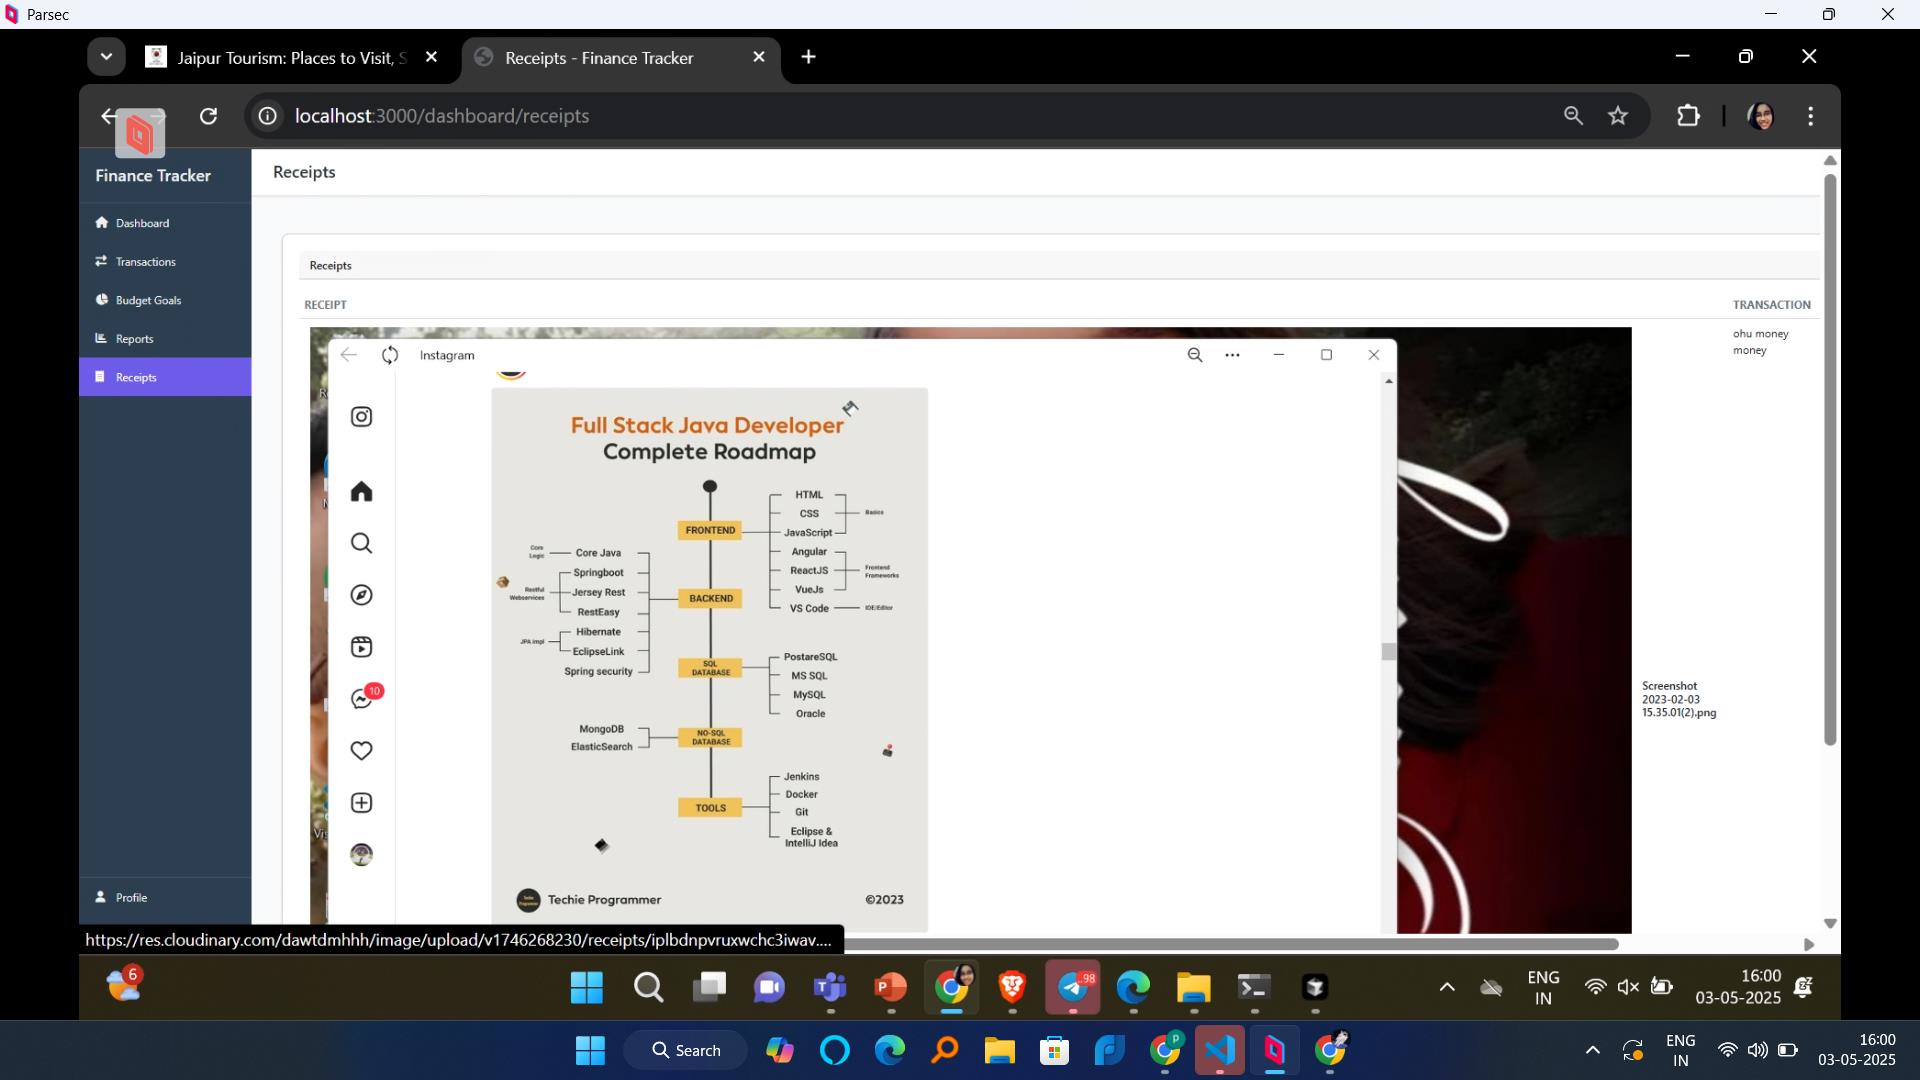 Parsec
Jaipur Tourism: Places to Visit, S
Receipts - Finance Tracker
localhost:3000/dashboard/receipts
Finance Tracker
Receipts
Dashboard
Transactions
Budget Goals
Reports
Receipts
Profile
Receipts
RECEIPT
TRANSACTION
ohu money
money
Instagram
10
Full Stack Java Developer
Complete Roadmap
FRONTEND
HTML
CSS
JavaScript
Basics
Angular
ReactJS
VueJs
Frontend
Frameworks
VS Code
IDE/Editor
BACKEND
Core
Logic
Core Java
Springboot
Jersey Rest
RestEasy
Restful
Webservices
Hibernate
EclipseLink
JPA impl
Spring security
SQL
DATABASE
PostareSQL
MS SQL
MySQL
Oracle
NO-SQL
DATABASE
MongoDB
ElasticSearch
TOOLS
Jenkins
Docker
Git
Eclipse &
IntelliJ Idea
Techie Programmer
©2023
Screenshot
2023-02-03
15.35.01(2).png
https://res.cloudinary.com/dawtdmhhh/image/upload/v1746268230/receipts/iplbdnpvruxwchc3iwav....
6
98
ENG
IN
16:00
03-05-2025
Search
ENG
IN
16:00
03-05-2025